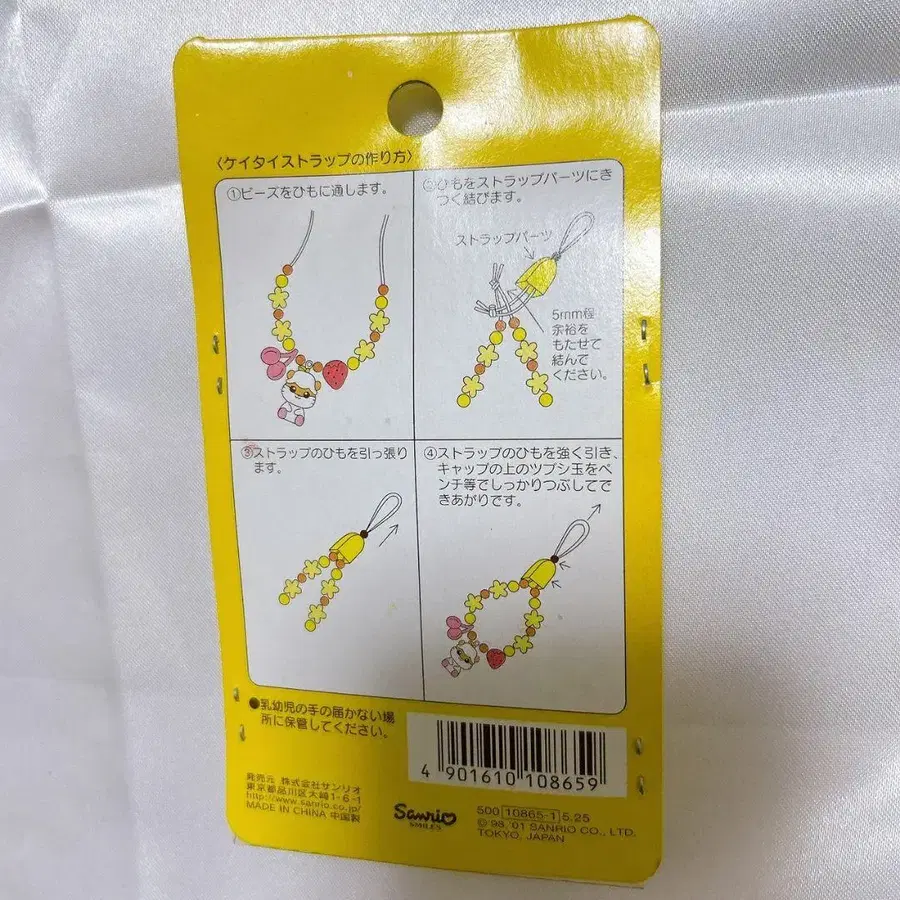 〈ケイタイストラップの作り方〉
①ビーズをひもに通します。
②ひもをストラップパーツにき
つく結びます。
ストラップパーツ
5mm程
余裕を
もたせて
結んで
ください。
③ストラップのひもを引っ張り
ます。
④ストラップのひもを強く引き、
キャップの上のツブシ玉をペ
ンチ等でしっかりつぶしてで
きあがりです。
●乳幼児の手の届かない場
所に保管してください。
4 901610 108659
発売元 株式会社サンリオ
東京都品川区大崎1-6-1
http://www.sanrio.co.jp/
MADE IN CHINA 中国製
Sanrio
SMILES
500 10865-1 5.25
© '98, '01 SANRIO CO., LTD.
TOKYO, JAPAN